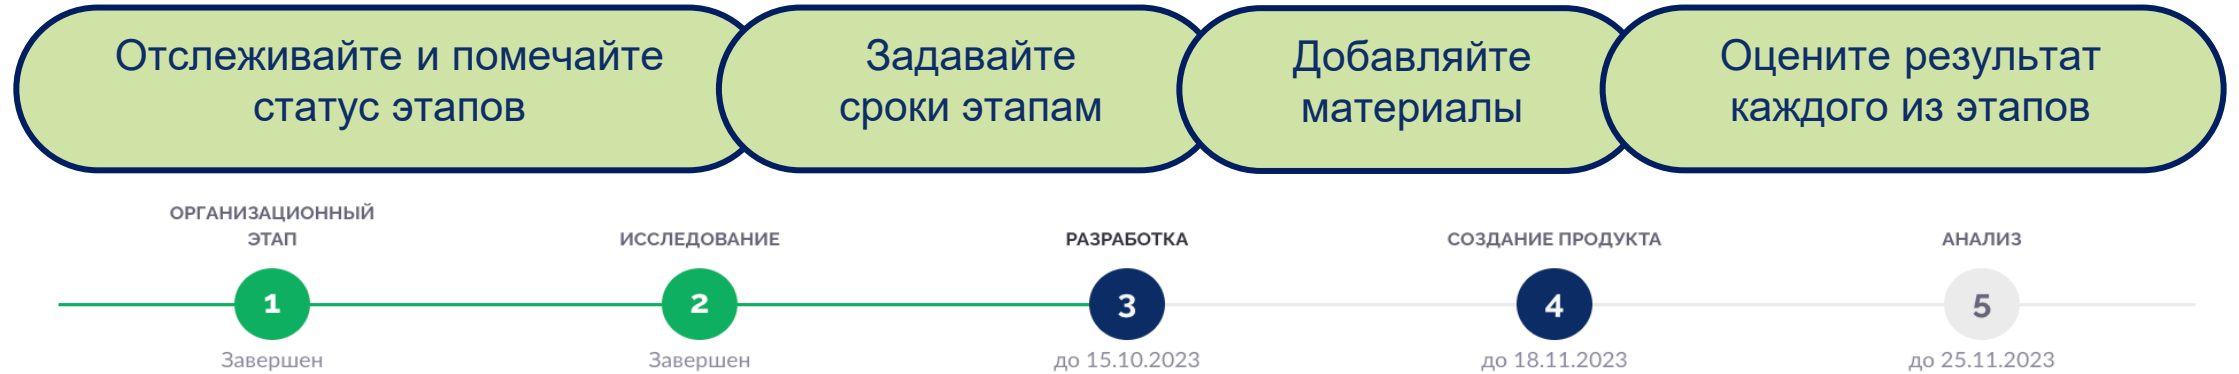 Отслеживайте и помечайте
статус этапов
Задавайте
сроки этапам
Добавляйте
материалы
Оцените результат
каждого из этапов
ОРГАНИЗАЦИОННЫЙ
ЭТАП
ИССЛЕДОВАНИЕ
РАЗРАБОТКА
СОЗДАНИЕ ПРОДУКТА
АНАЛИЗ
1
2
3
4
5
Завершен
Завершен
до 15.10.2023
до 18.11.2023
до 25.11.2023